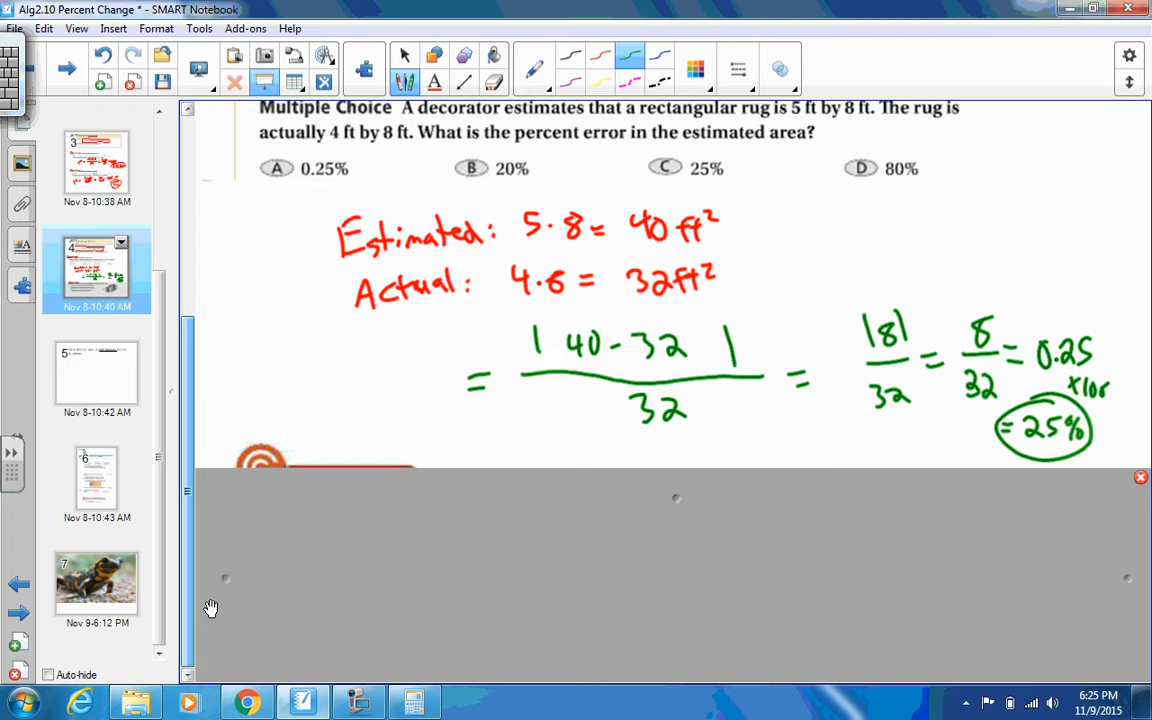 Alg2.10 Percent Change * - SMART Notebook
File Edit View Insert Format Tools Add-ons Help
Multiple Choice A decorator estimates that a rectangular rug is 5 ft by 8 ft. The rug is
actually 4 ft by 8 ft. What is the percent error in the estimated area?
A 0.25% B 20% C 25% D 80%
Estimated: 5·8 = 40 ft²
Actual: 4·8 = 32 ft²
= | 40 - 32 | / 32 = |8| / 32 = 8 / 32 = 0.25
×100
= 25%
3
Nov 8-10:38 AM
4
Nov 8-10:40 AM
5
Nov 8-10:42 AM
6
Nov 8-10:43 AM
7
Nov 9-6:12 PM
Auto-hide
6:25 PM
11/9/2015